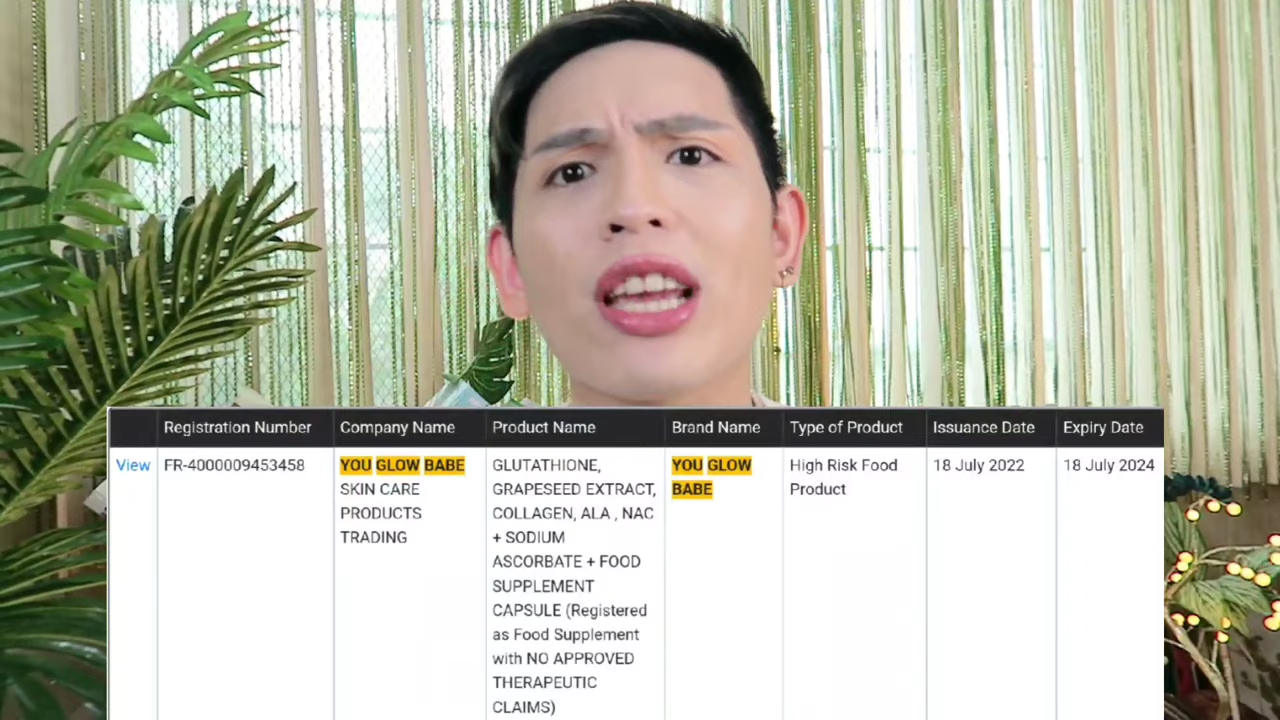 Registration Number Company Name Product Name Brand Name Type of Product Issuance Date Expiry Date
View FR-4000009453458 YOU GLOW BABE GLUTATHIONE, YOU GLOW High Risk Food 18 July 2022 18 July 2024
SKIN CARE GRAPESEED EXTRACT, BABE Product
PRODUCTS COLLAGEN, ALA , NAC
TRADING + SODIUM
ASCORBATE + FOOD
SUPPLEMENT
CAPSULE (Registered
as Food Supplement
with NO APPROVED
THERAPEUTIC
CLAIMS)